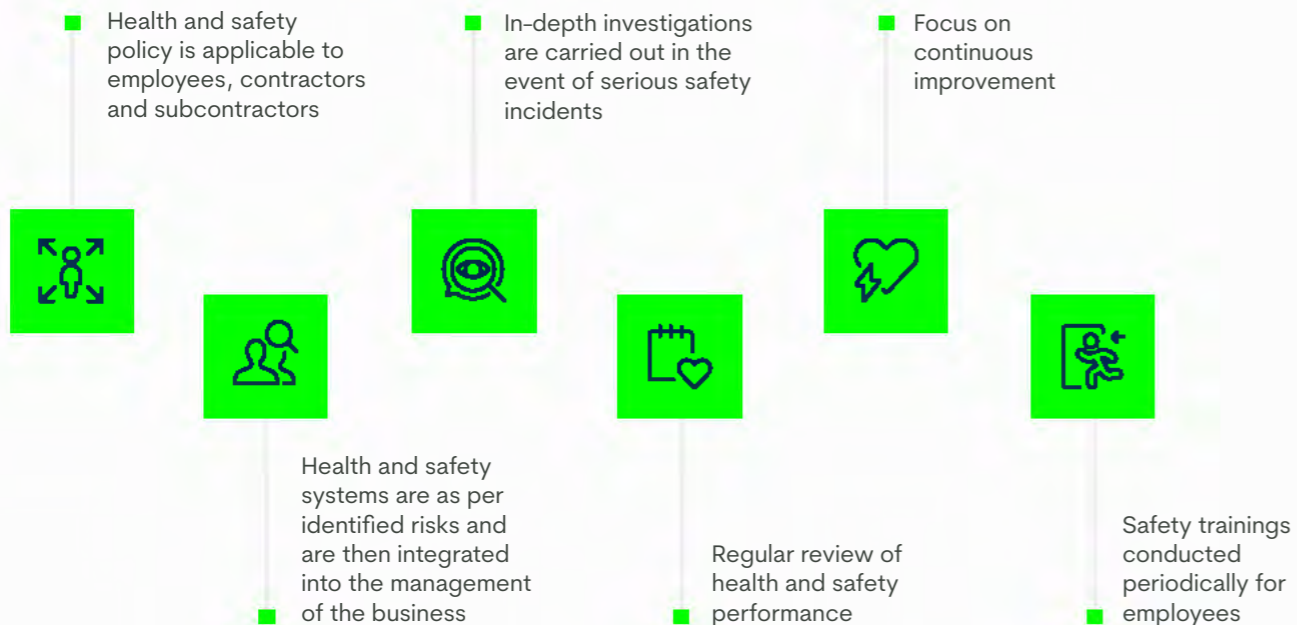 Health and safety
policy is applicable to
employees, contractors
and subcontractors
Health and safety
systems are as per
identified risks and
are then integrated
into the management
of the business
In-depth investigations
are carried out in the
event of serious safety
incidents
Regular review of
health and safety
performance
Focus on
continuous
improvement
Safety trainings
conducted
periodically for
employees